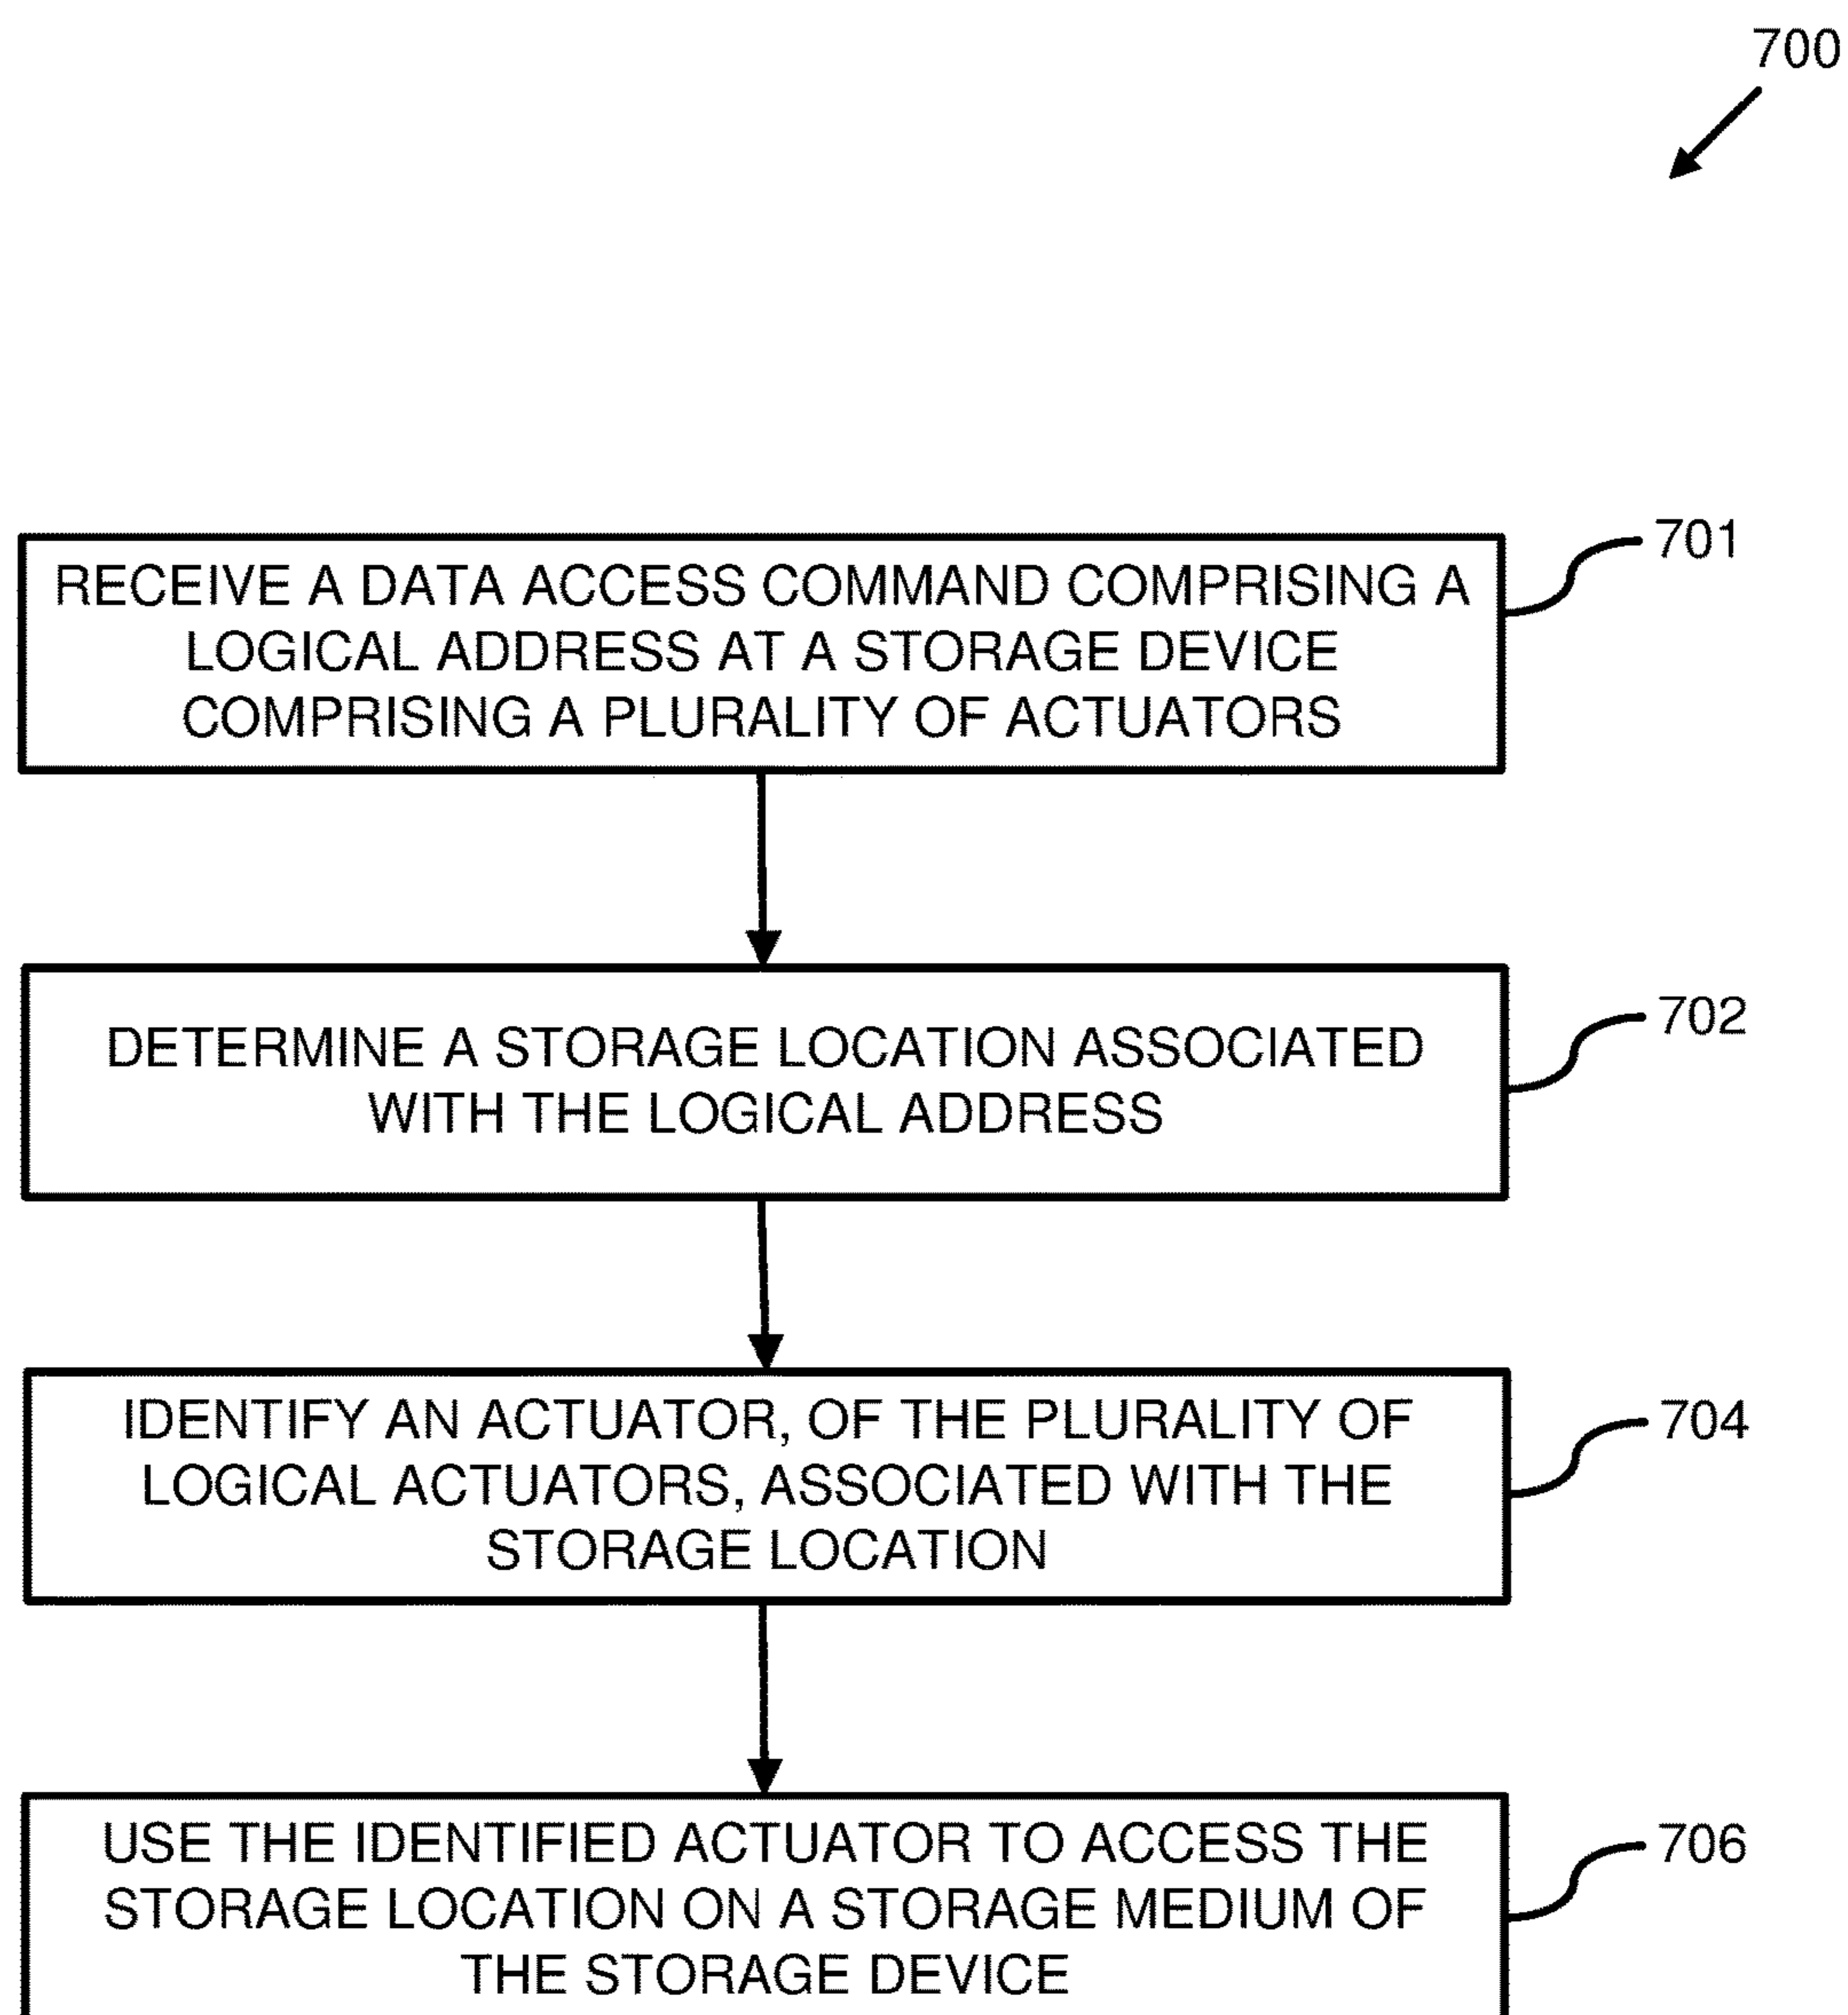 700
RECEIVE A DATA ACCESS COMMAND COMPRISING A
LOGICAL ADDRESS AT A STORAGE DEVICE
COMPRISING A PLURALITY OF ACTUATORS
701
DETERMINE A STORAGE LOCATION ASSOCIATED
WITH THE LOGICAL ADDRESS
702
IDENTIFY AN ACTUATOR, OF THE PLURALITY OF
LOGICAL ACTUATORS, ASSOCIATED WITH THE
STORAGE LOCATION
704
USE THE IDENTIFIED ACTUATOR TO ACCESS THE
STORAGE LOCATION ON A STORAGE MEDIUM OF
THE STORAGE DEVICE
706